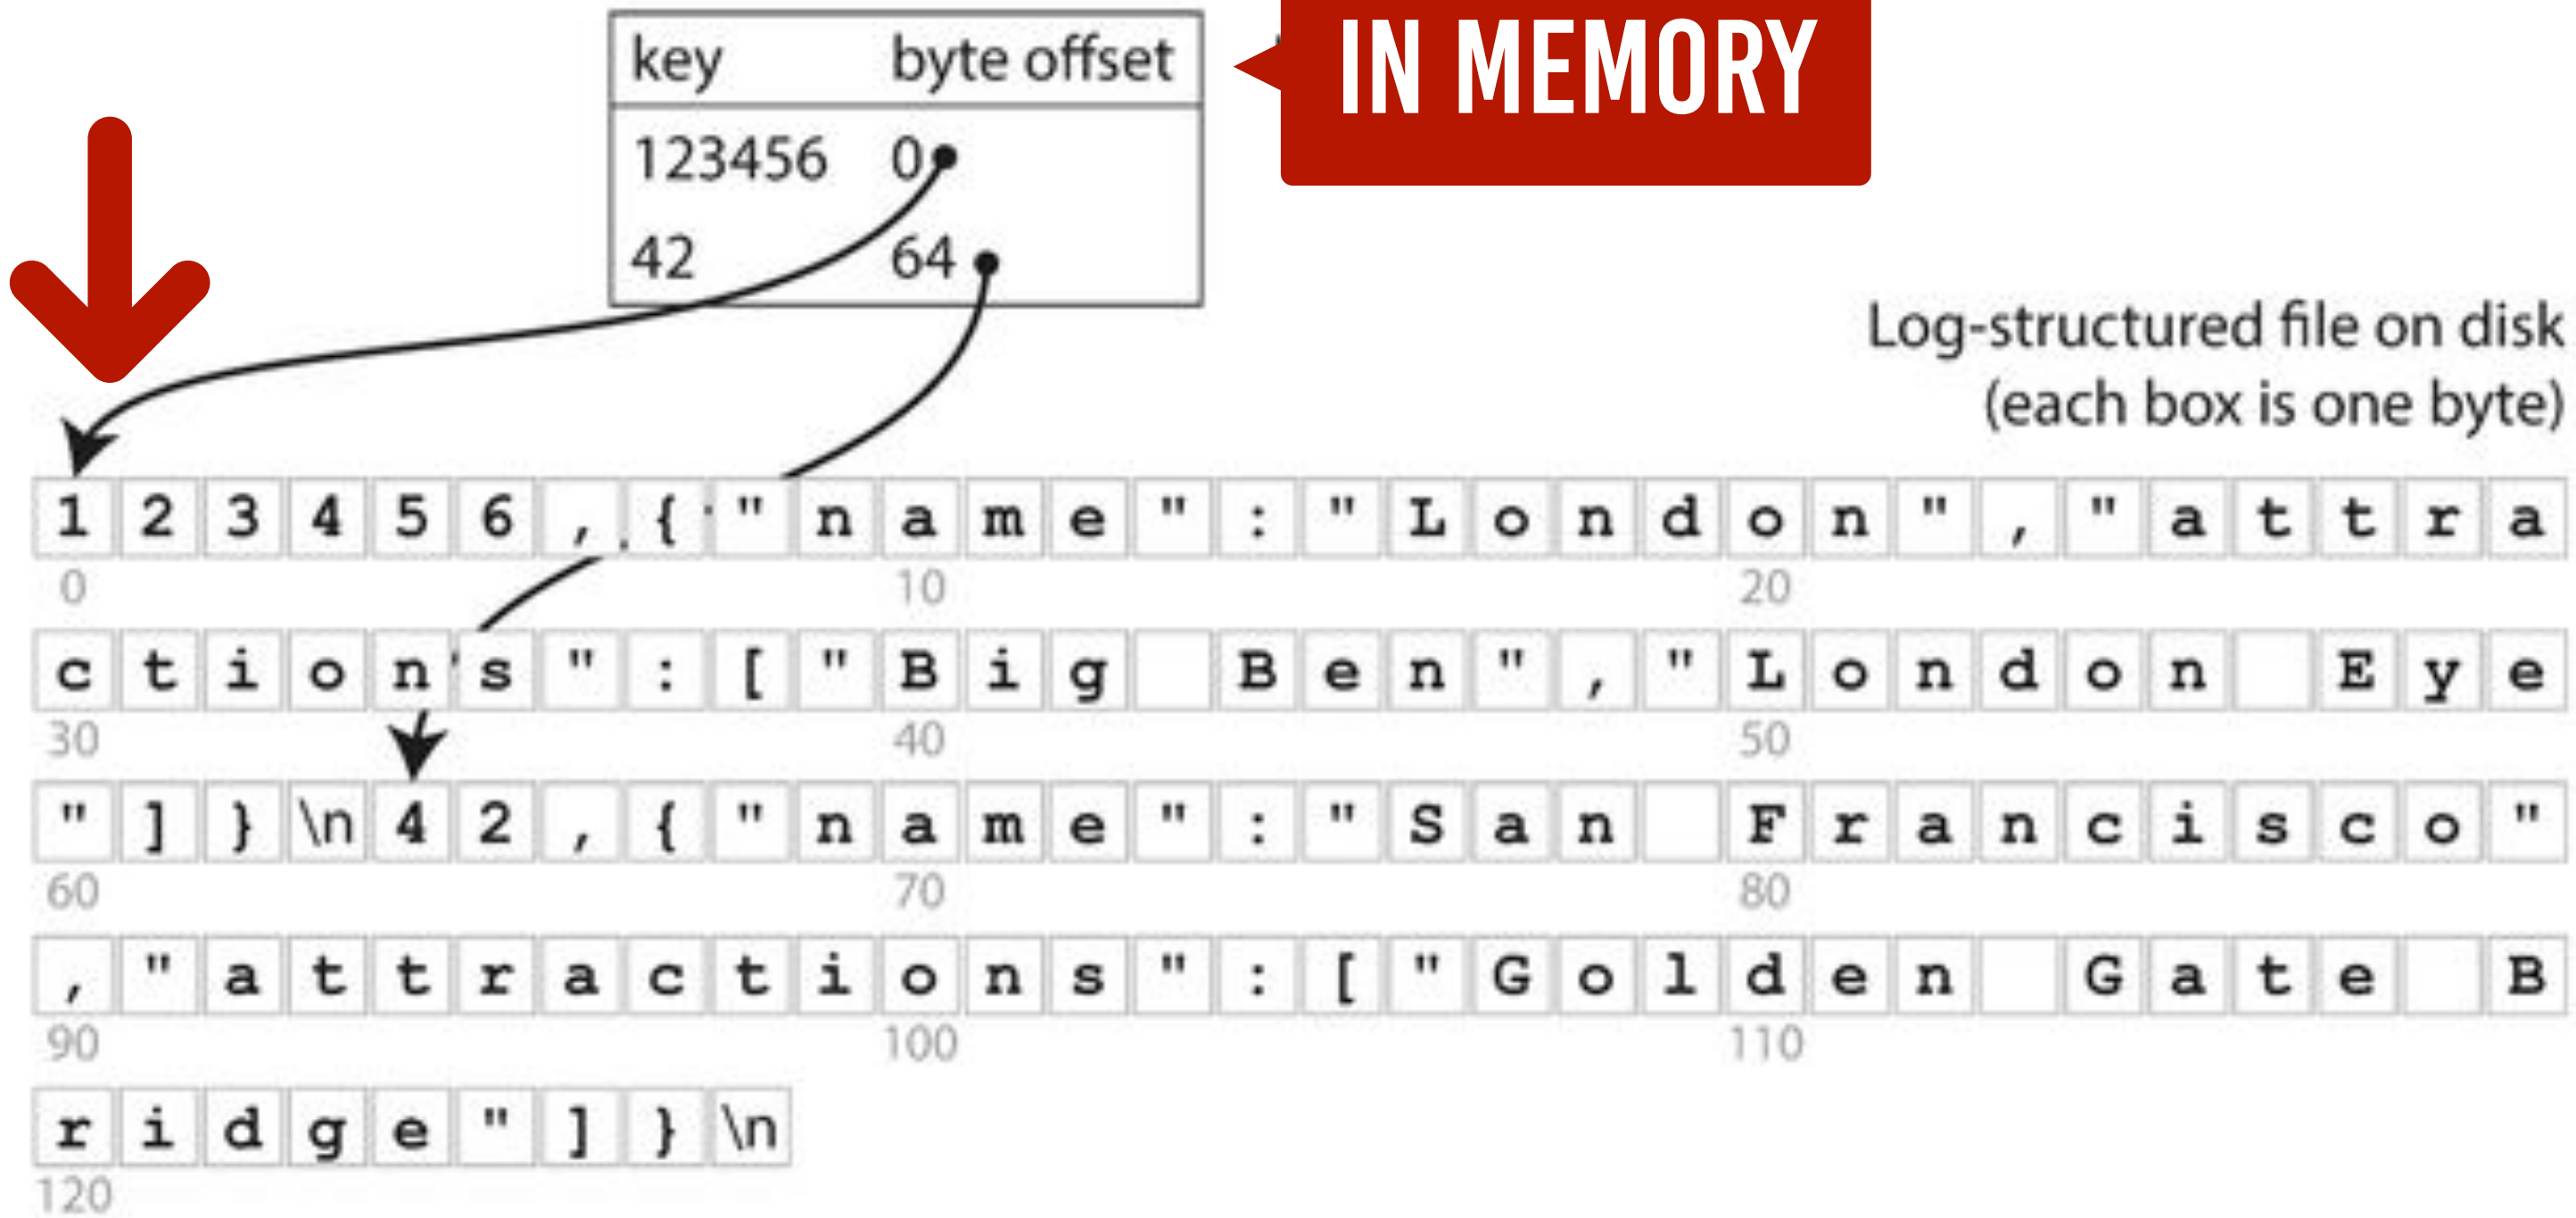 IN MEMORY
key byte offset
123456 0
42 64
Log-structured file on disk
(each box is one byte)
1 2 3 4 5 6 , { " n a m e " : " L o n d o n " , " a t t r a
0 10 20
c t i o n s " : [ " B i g   B e n " , " L o n d o n   E y e
30 40 50
" ] } \n 4 2 , { " n a m e " : " S a n   F r a n c i s c o "
60 70 80
, " a t t r a c t i o n s " : [ " G o l d e n   G a t e   B
90 100 110
r i d g e " ] } \n
120